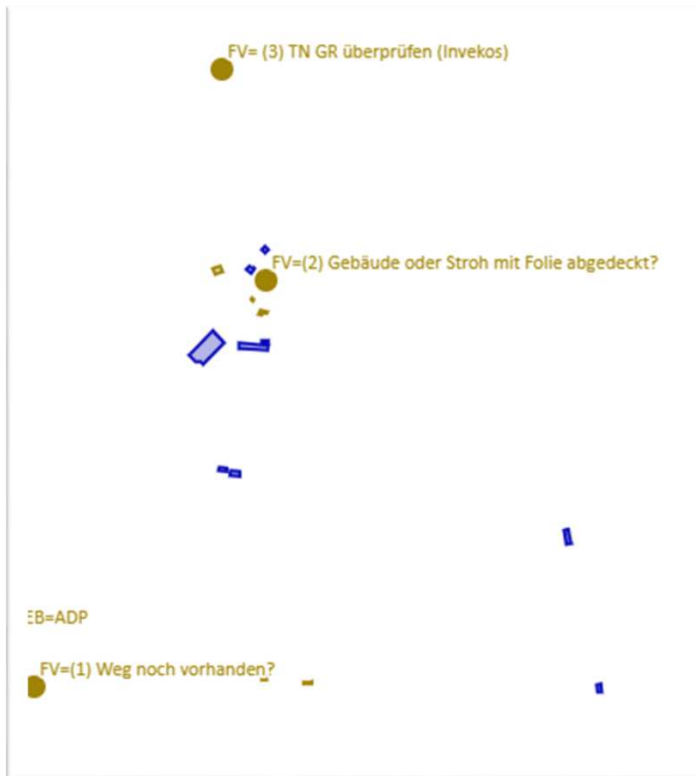 FV= (3) TN GR überprüfen (Invekos)
FV=(2) Gebäude oder Stroh mit Folie abgedeckt?
EB=ADP
FV=(1) Weg noch vorhanden?